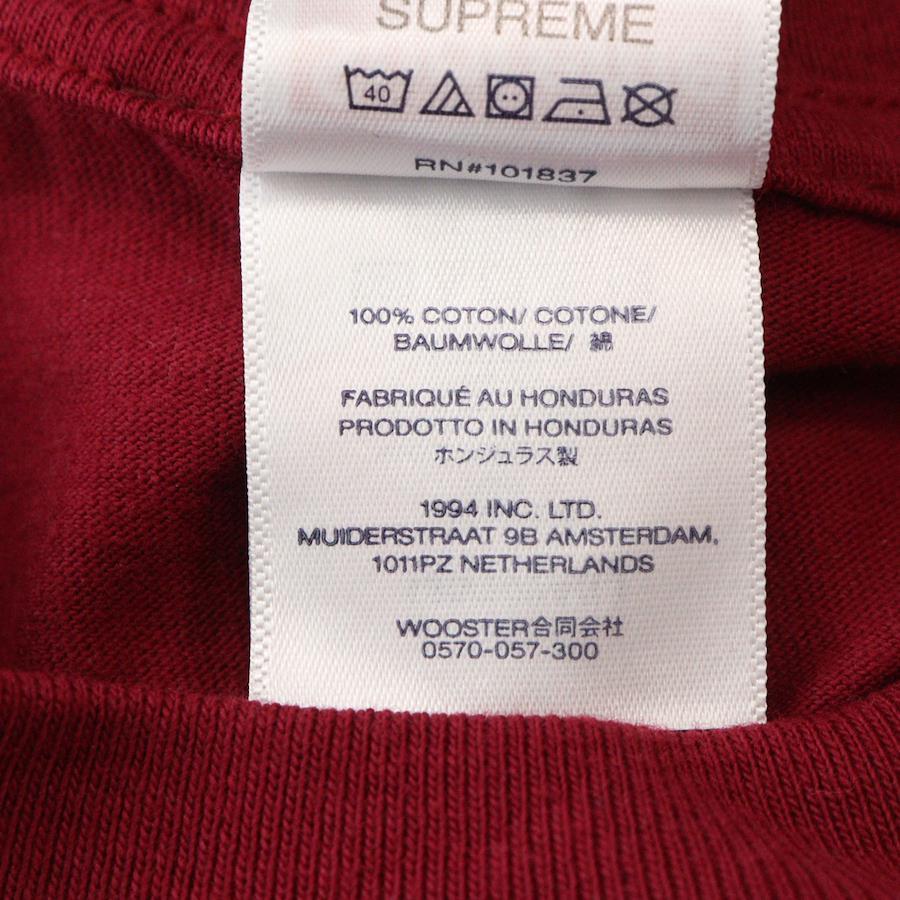 SUPREME
40
RN#101837
100% COTON/ COTONE/
BAUMWOLLE/ 綿
FABRIQUÉ AU HONDURAS
PRODOTTO IN HONDURAS
ホンジュラス製
1994 INC. LTD.
MUIDERSTRAAT 9B AMSTERDAM,
1011PZ NETHERLANDS
WOOSTER合同会社
0570-057-300